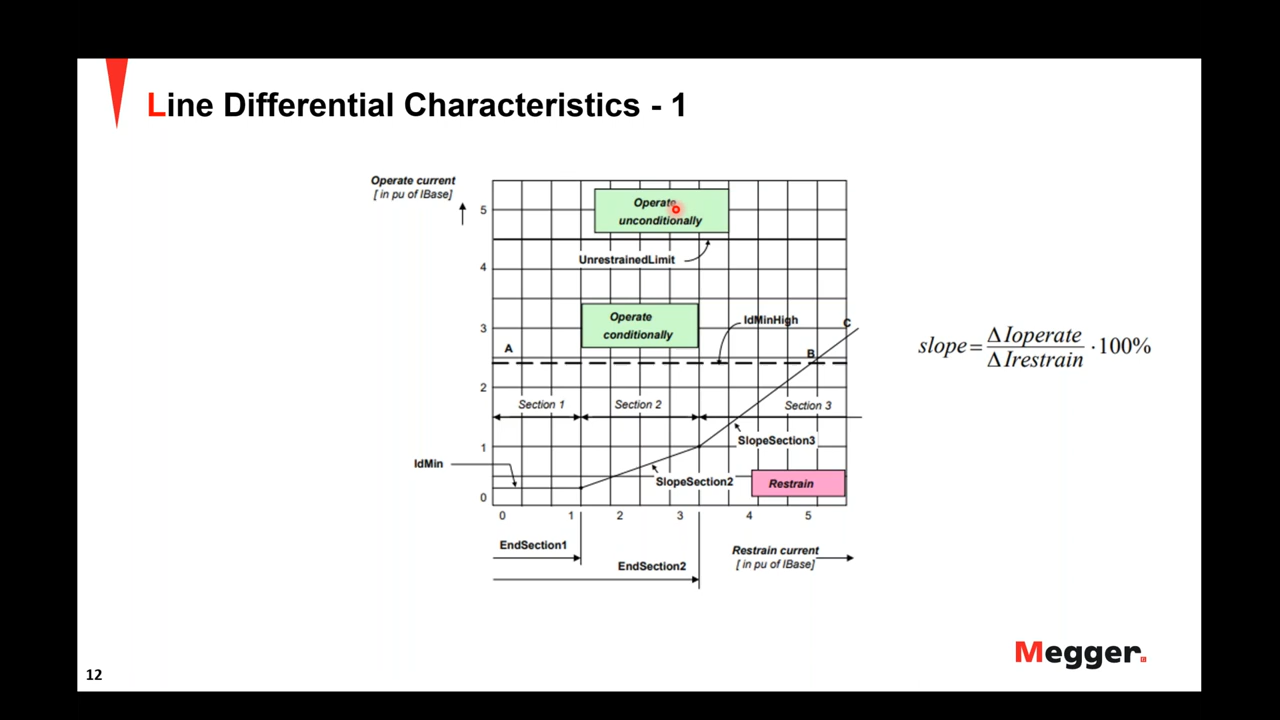 Line Differential Characteristics - 1
Operate current
[ in pu of IBase]
5
4
3
2
1
0
Operate
unconditionally
UnrestrainedLimit
Operate
conditionally
IdMinHigh
C
A
B
Section 1
Section 2
Section 3
SlopeSection3
IdMin
SlopeSection2
Restrain
0
1
2
3
4
5
EndSection1
EndSection2
Restrain current
[ in pu of IBase]
slope = Δ Ioperate / Δ Irestrain · 100%
Megger.
12